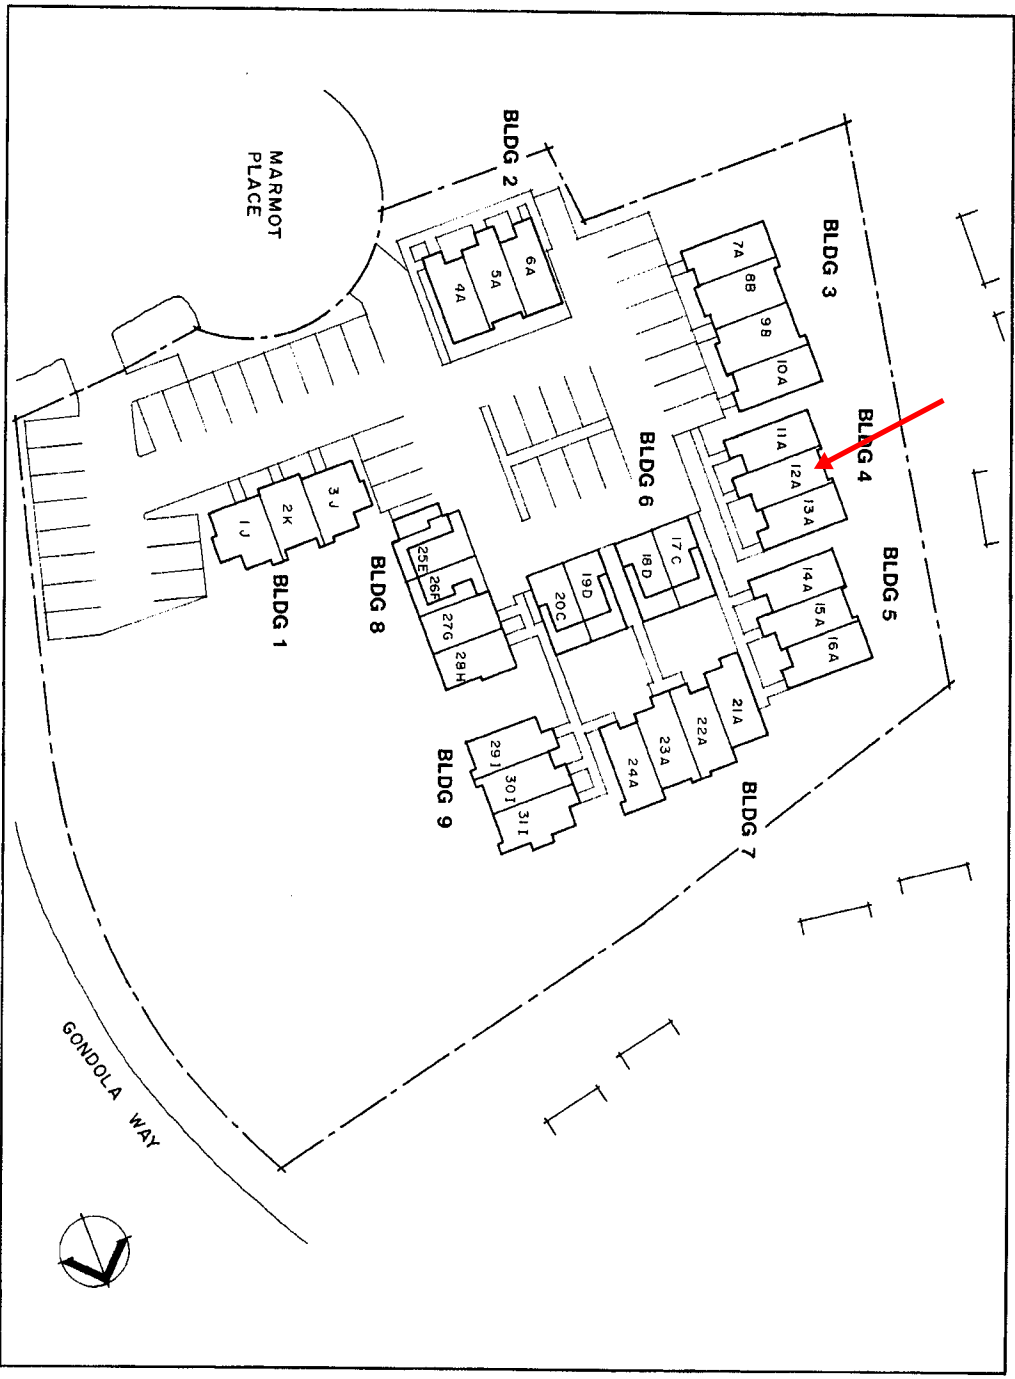 MARMOT
PLACE
BLDG 2
6A
5A
4A
BLDG 3
7A
8B
9B
10A
BLDG 4
11A
12A
13A
BLDG 5
14A
15A
16A
BLDG 6
17C
18D
19D
20C
BLDG 1
3J
2K
1J
BLDG 8
25E
26F
27G
28H
BLDG 7
21A
22A
23A
24A
BLDG 9
29I
30I
31I
GONDOLA WAY